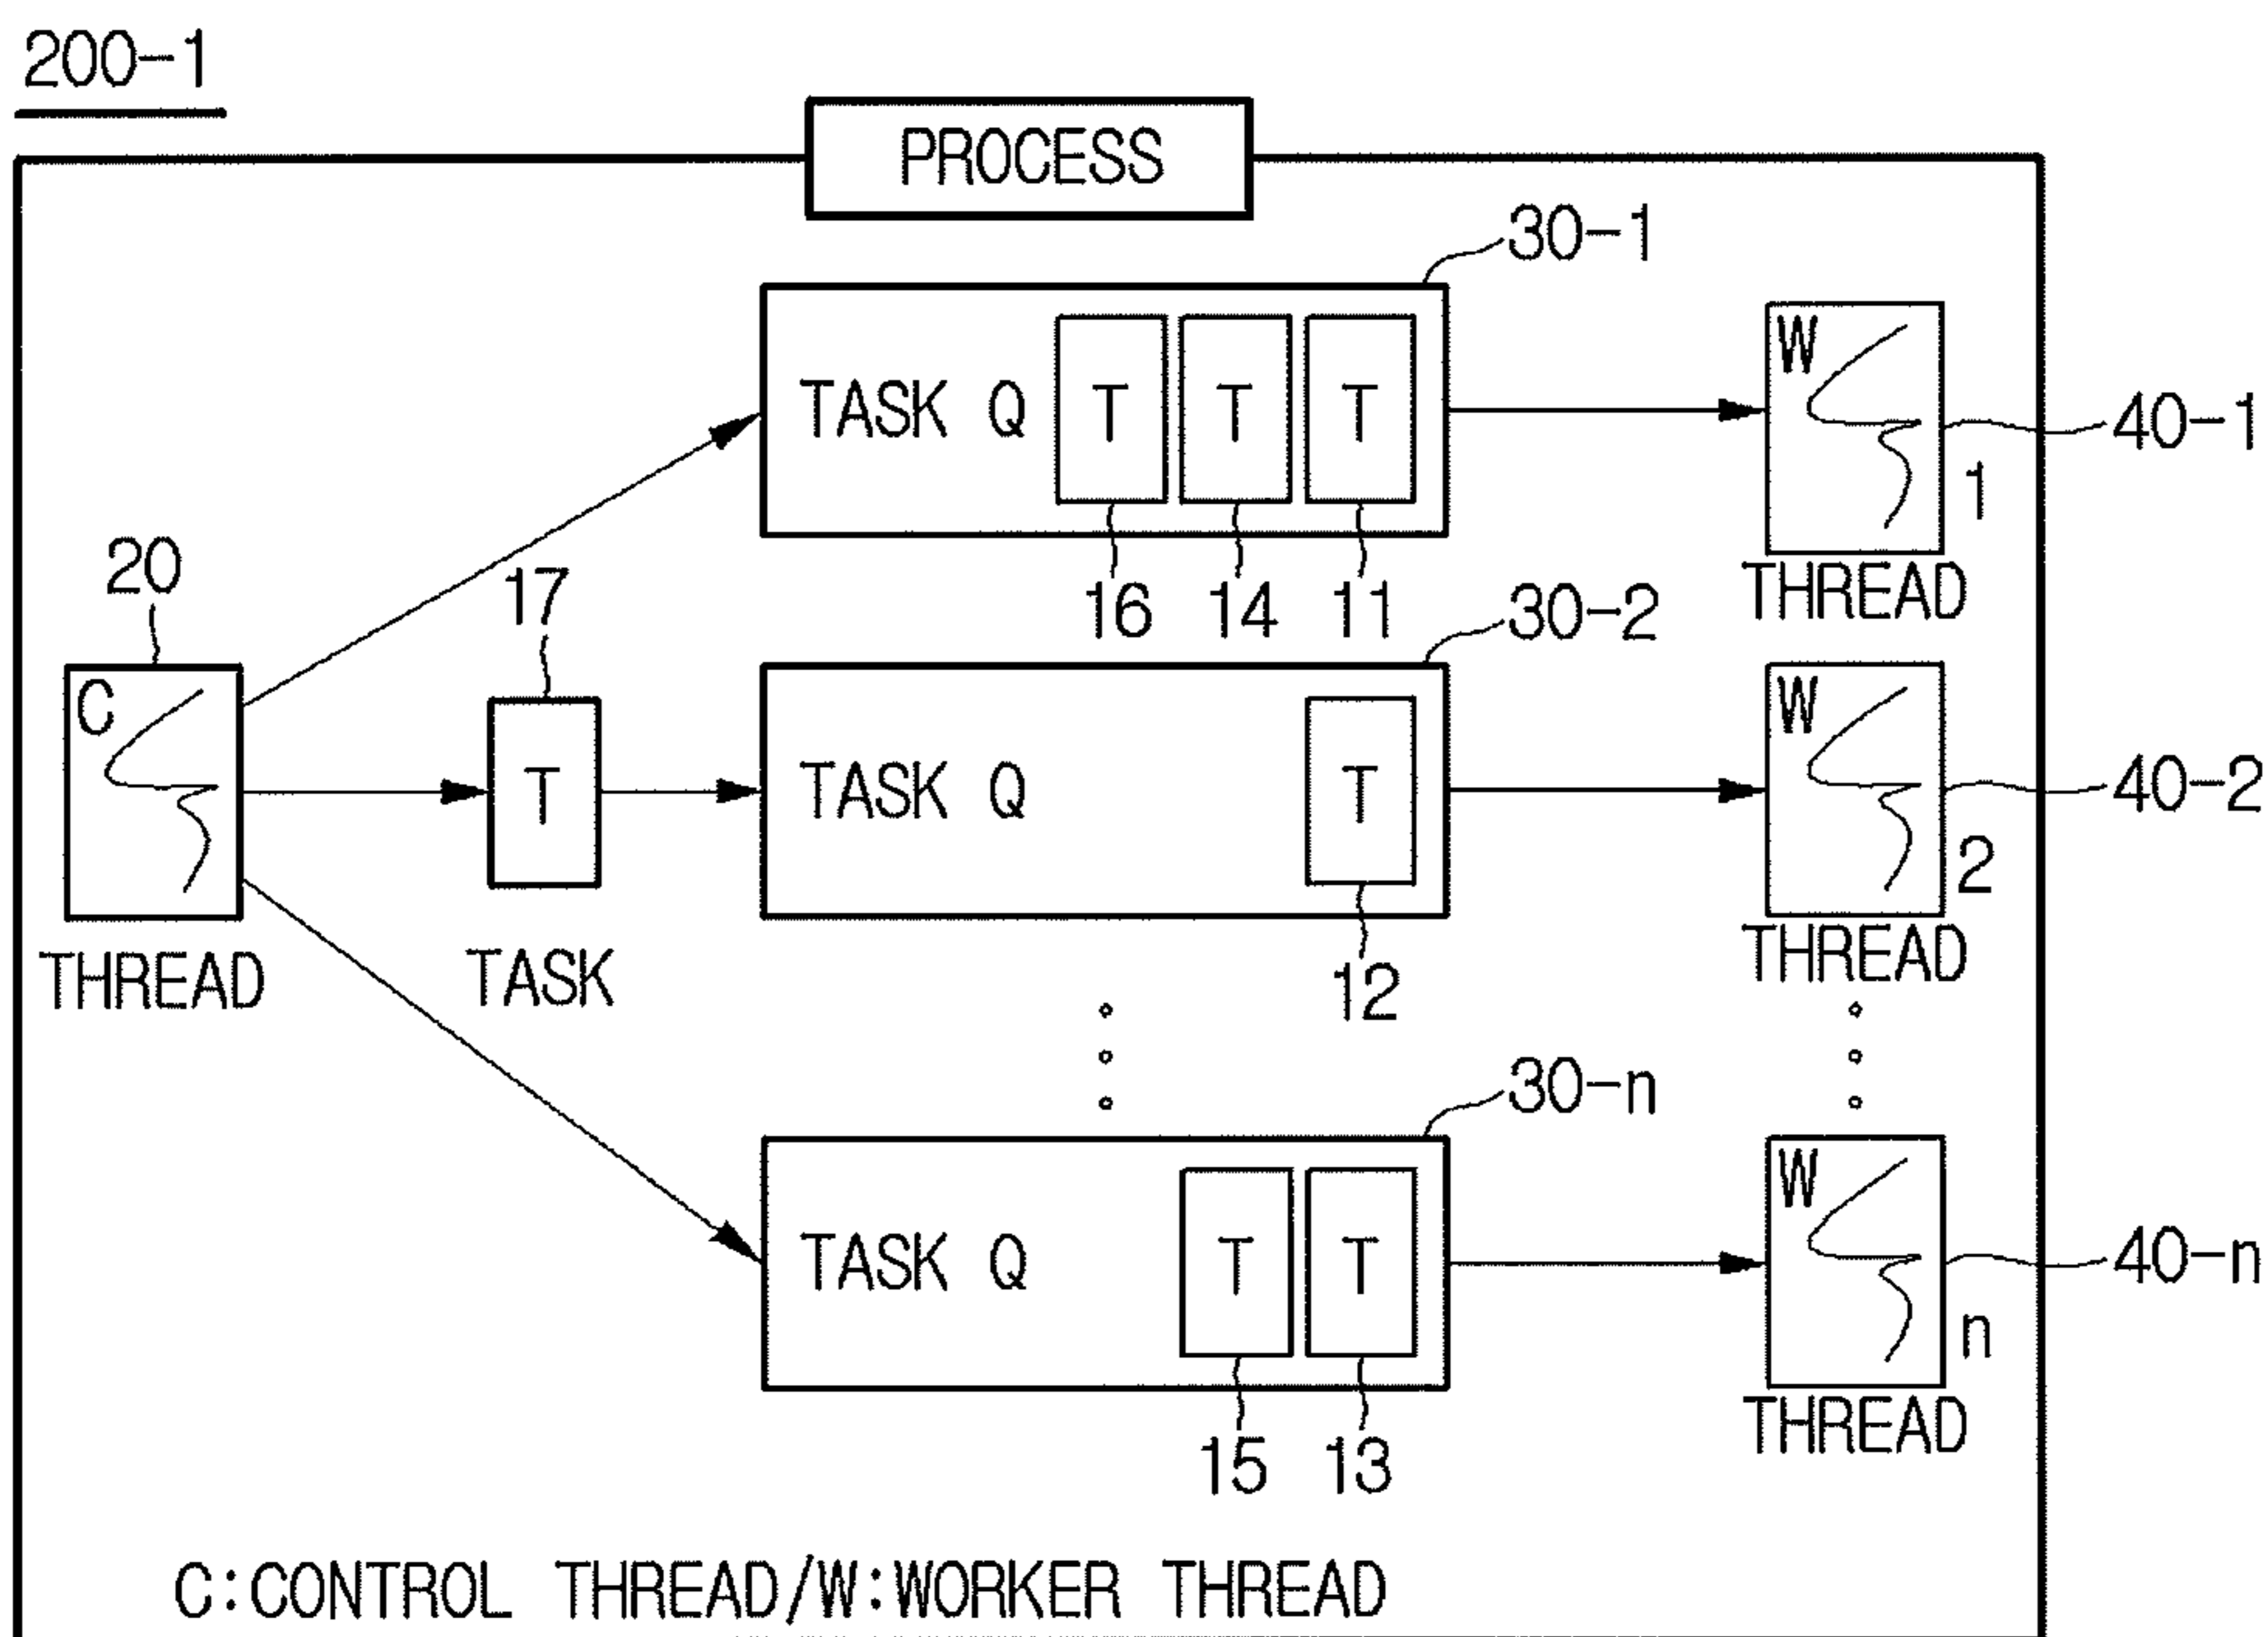 200-1
PROCESS
30-1
TASK Q T T T
W
1
THREAD
40-1
16 14 11
20
17
30-2
C
THREAD
T
TASK
TASK Q T
12
W
2
THREAD
40-2
30-n
TASK Q T T
15 13
W
n
THREAD
40-n
C:CONTROL THREAD/W:WORKER THREAD